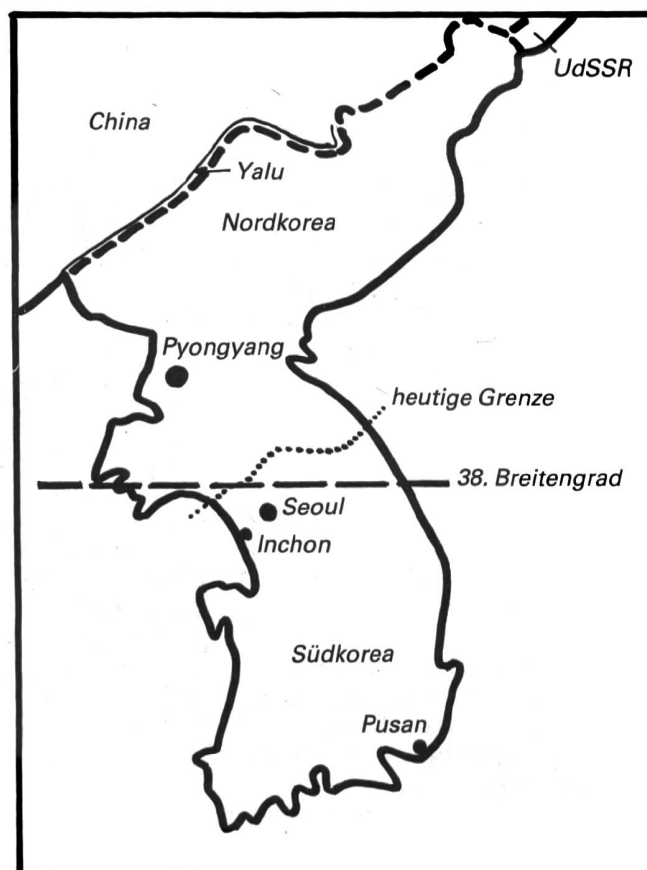 UdSSR
China
Yalu
Nordkorea
Pyongyang
heutige Grenze
38. Breitengrad
Seoul
Inchon
Südkorea
Pusan